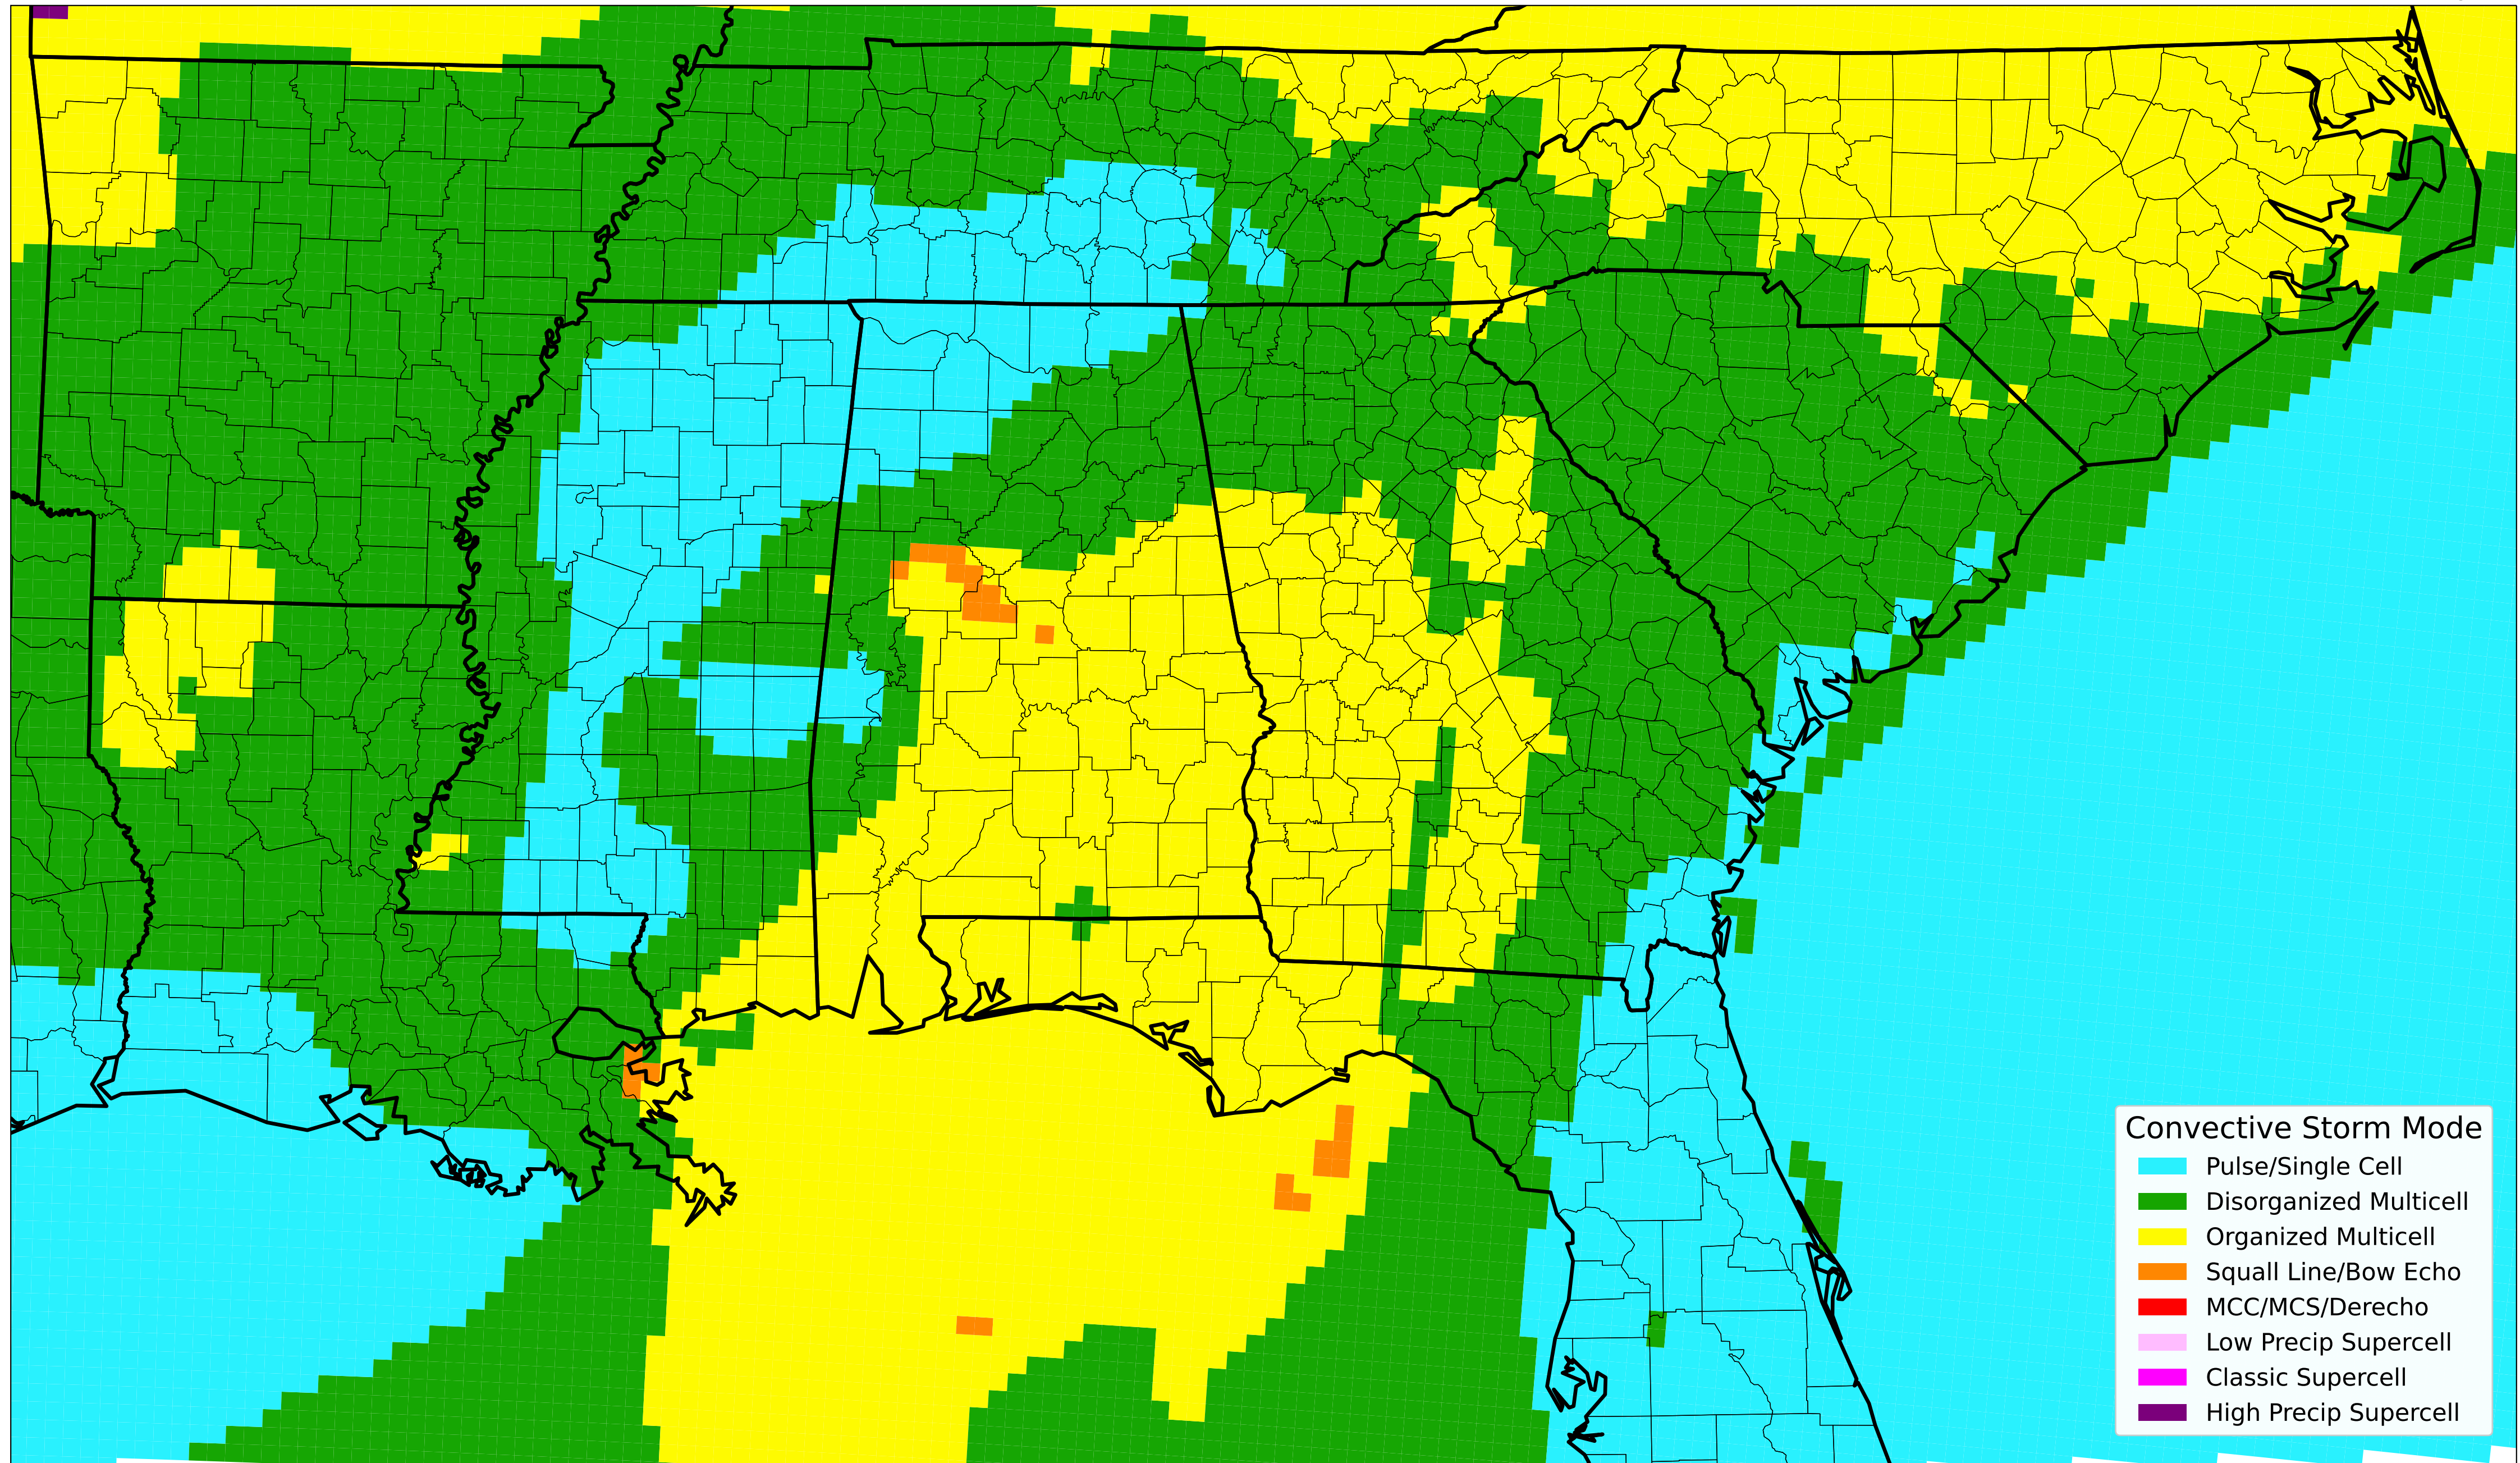 Convective Storm Mode
Pulse/Single Cell
Disorganized Multicell
Organized Multicell
Squall Line/Bow Echo
MCC/MCS/Derecho
Low Precip Supercell
Classic Supercell
High Precip Supercell